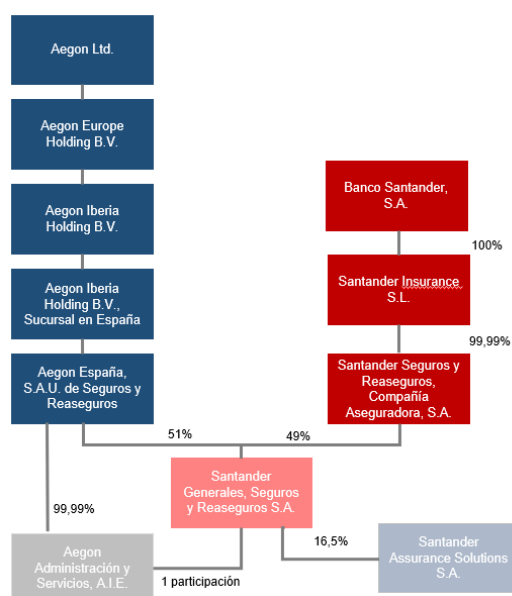 Aegon Ltd.
Aegon Europe
Holding B.V.
Aegon Iberia
Holding B.V.
Banco Santander,
S.A.
100%
Aegon Iberia
Holding B.V.,
Sucursal en España
Santander Insurance
S.L.
99,99%
Aegon España,
S.A.U. de Seguros y
Reaseguros
Santander Seguros y
Reaseguros,
Compañía
Aseguradora, S.A.
51%
49%
Santander
Generales, Seguros
y Reaseguros S.A.
99,99%
16,5%
Aegon
Administración y
Servicios, A.I.E.
1 participación
Santander
Assurance Solutions
S.A.